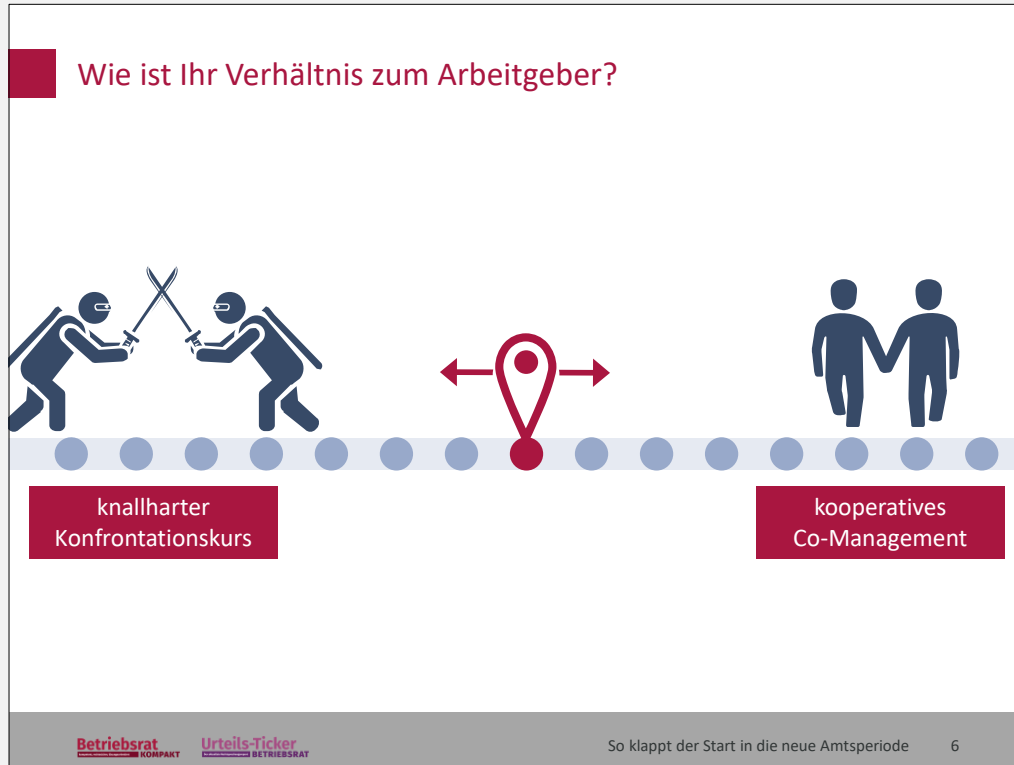 Wie ist Ihr Verhältnis zum Arbeitgeber?
knallharter
Konfrontationskurs
kooperatives
Co-Management
Betriebsrat
KOMPAKT
Urteils-Ticker
BETRIEBSRAT
So klappt der Start in die neue Amtsperiode 6